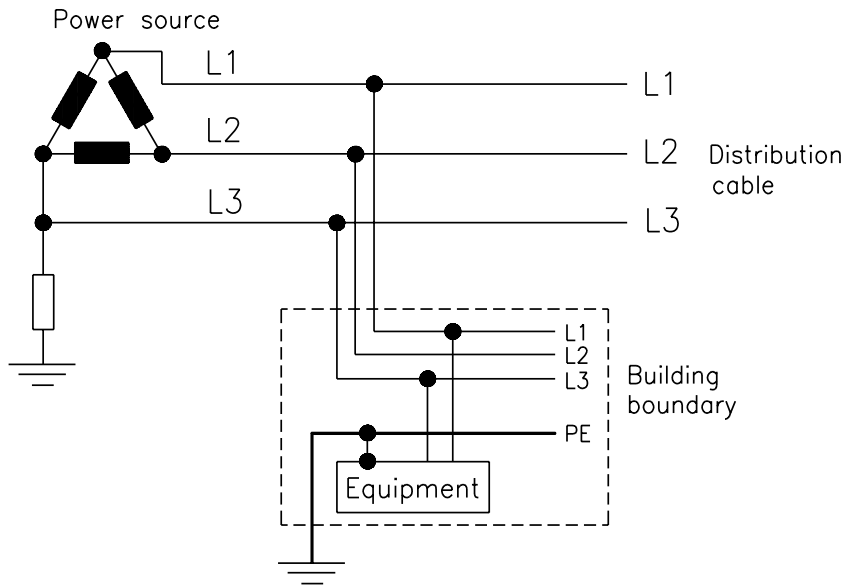 Power source
L1
L1
L2
L2
Distribution
cable
L3
L3
L1
L2
L3
Building
boundary
PE
Equipment